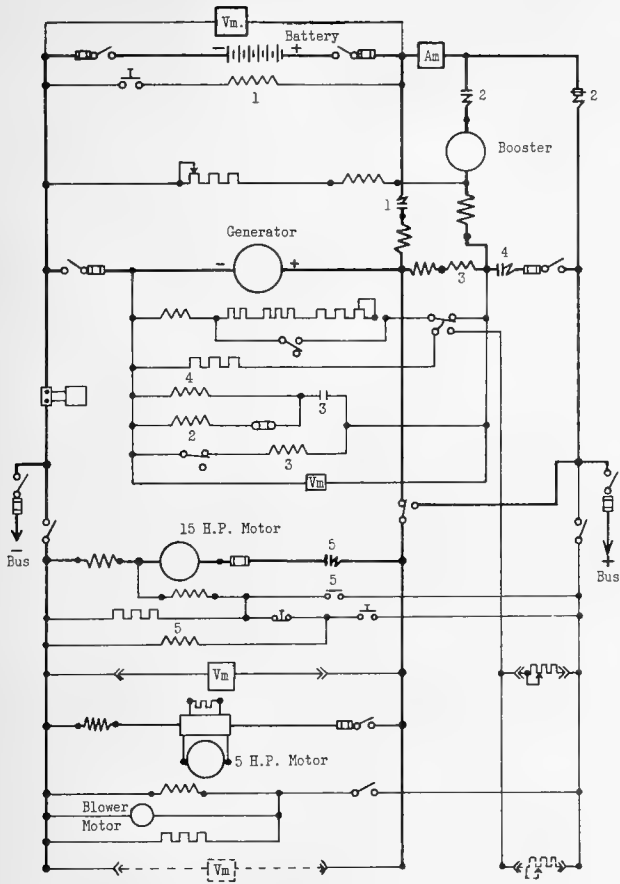 Vm.
Battery
− +
Am
1
2
2
Booster
1
Generator
− +
3
4
4
3
2
3
Vm
15 H.P. Motor
−
Bus
+
Bus
5
5
5
Vm
5 H.P. Motor
Blower
Motor
Vm